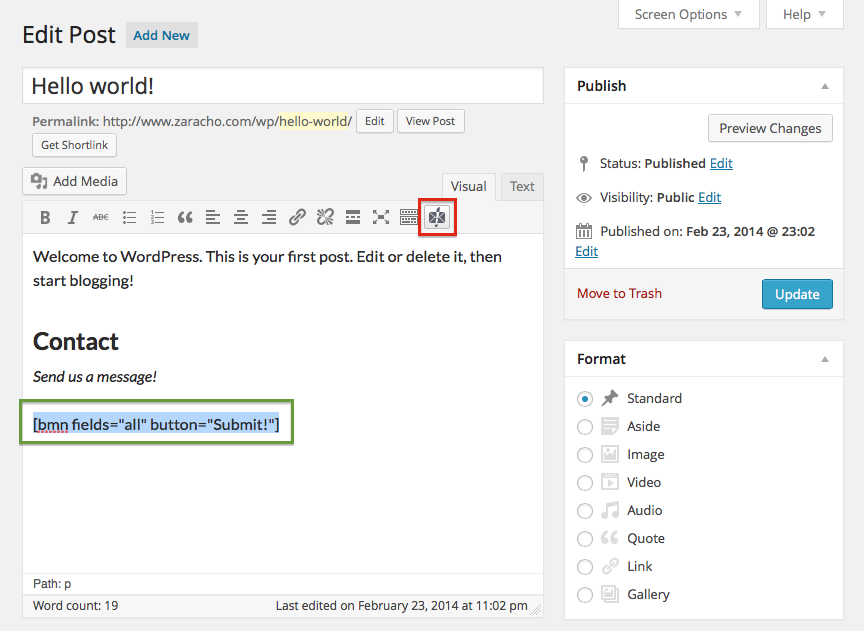 Screen Options Help
Edit Post Add New
Hello world!
Permalink: http://www.zaracho.com/wp/hello-world/ Edit View Post
Get Shortlink
Add Media
Visual Text
B I ABC
Welcome to WordPress. This is your first post. Edit or delete it, then
start blogging!
Contact
Send us a message!
[bmn fields="all" button="Submit!"]
Path: p
Word count: 19 Last edited on February 23, 2014 at 11:02 pm
Publish
Preview Changes
Status: Published Edit
Visibility: Public Edit
Published on: Feb 23, 2014 @ 23:02
Edit
Move to Trash Update
Format
Standard
Aside
Image
Video
Audio
Quote
Link
Gallery